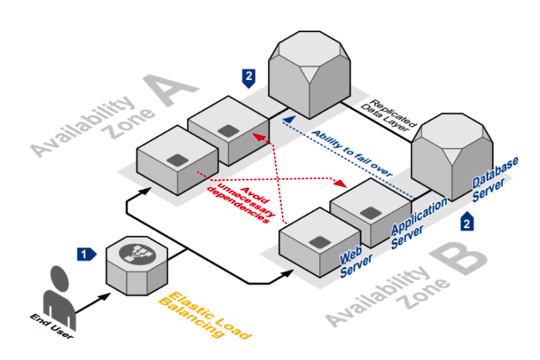 Availability
Zone
A
2
Replicated
Data Layer
Ability to fail over
Avoid
unnecessary
dependencies
Database
Server
Application
Server
2
Web
Server
1
Availability
Zone
B
Elastic Load
Balancing
End User